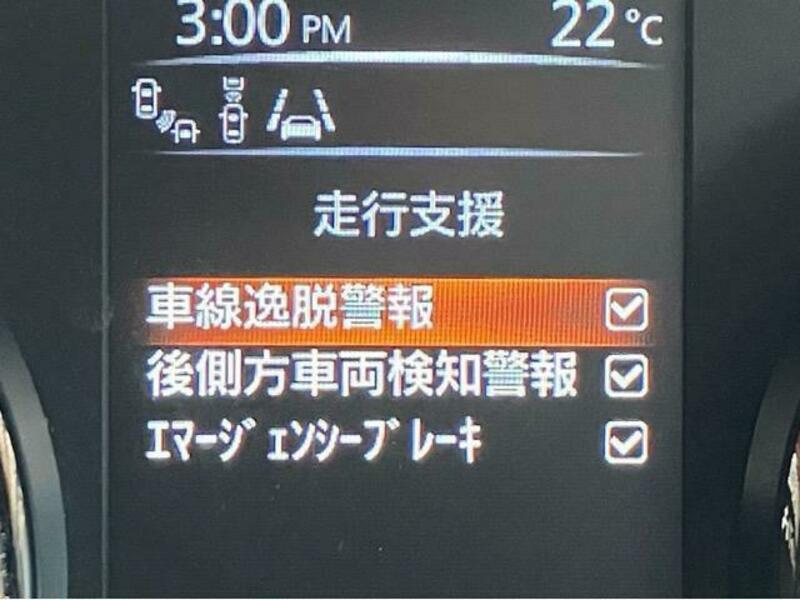 3:00 PM 22℃
走行支援
車線逸脱警報
後側方車両検知警報
ｴﾏｰｼﾞｪﾝｼｰﾌﾞﾚｰｷ